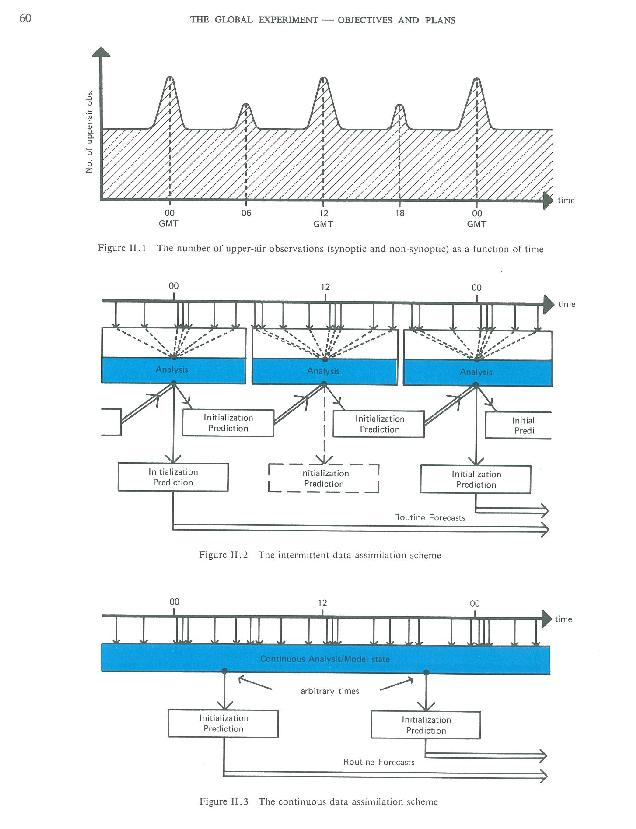 60
THE GLOBAL EXPERIMENT — OBJECTIVES AND PLANS
No. of upper-air obs.
time
00 06 12 18 00
GMT GMT GMT
Figure II.1 The number of upper-air observations (synoptic and non-synoptic) as a function of time
00 12 00
time
Analysis Analysis Analysis
Initialization Initialization Initial
Prediction Prediction Predi
Initialization Initialization Initialization
Prediction Prediction Prediction
Routine Forecasts
Figure II.2 The intermittent data assimilation scheme
00 12 00
time
Continuous Analysis/Model state
arbitrary times
Initialization Initialization
Prediction Prediction
Routine Forecasts
Figure II.3 The continuous data assimilation scheme